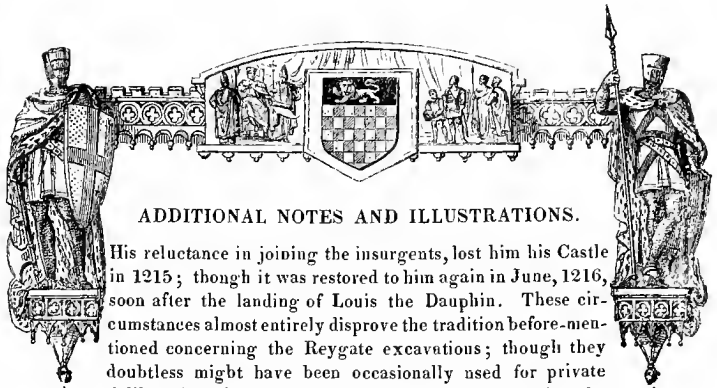 ADDITIONAL NOTES AND ILLUSTRATIONS.
His reluctance in joining the insurgents, lost him his Castle
in 1215; though it was restored to him again in June, 1216,
soon after the landing of Louis the Dauphin. These cir-
cumstances almost entirely disprove the tradition before-men-
tioned concerning the Reygate excavations; though they
doubtless might have been occasionally used for private